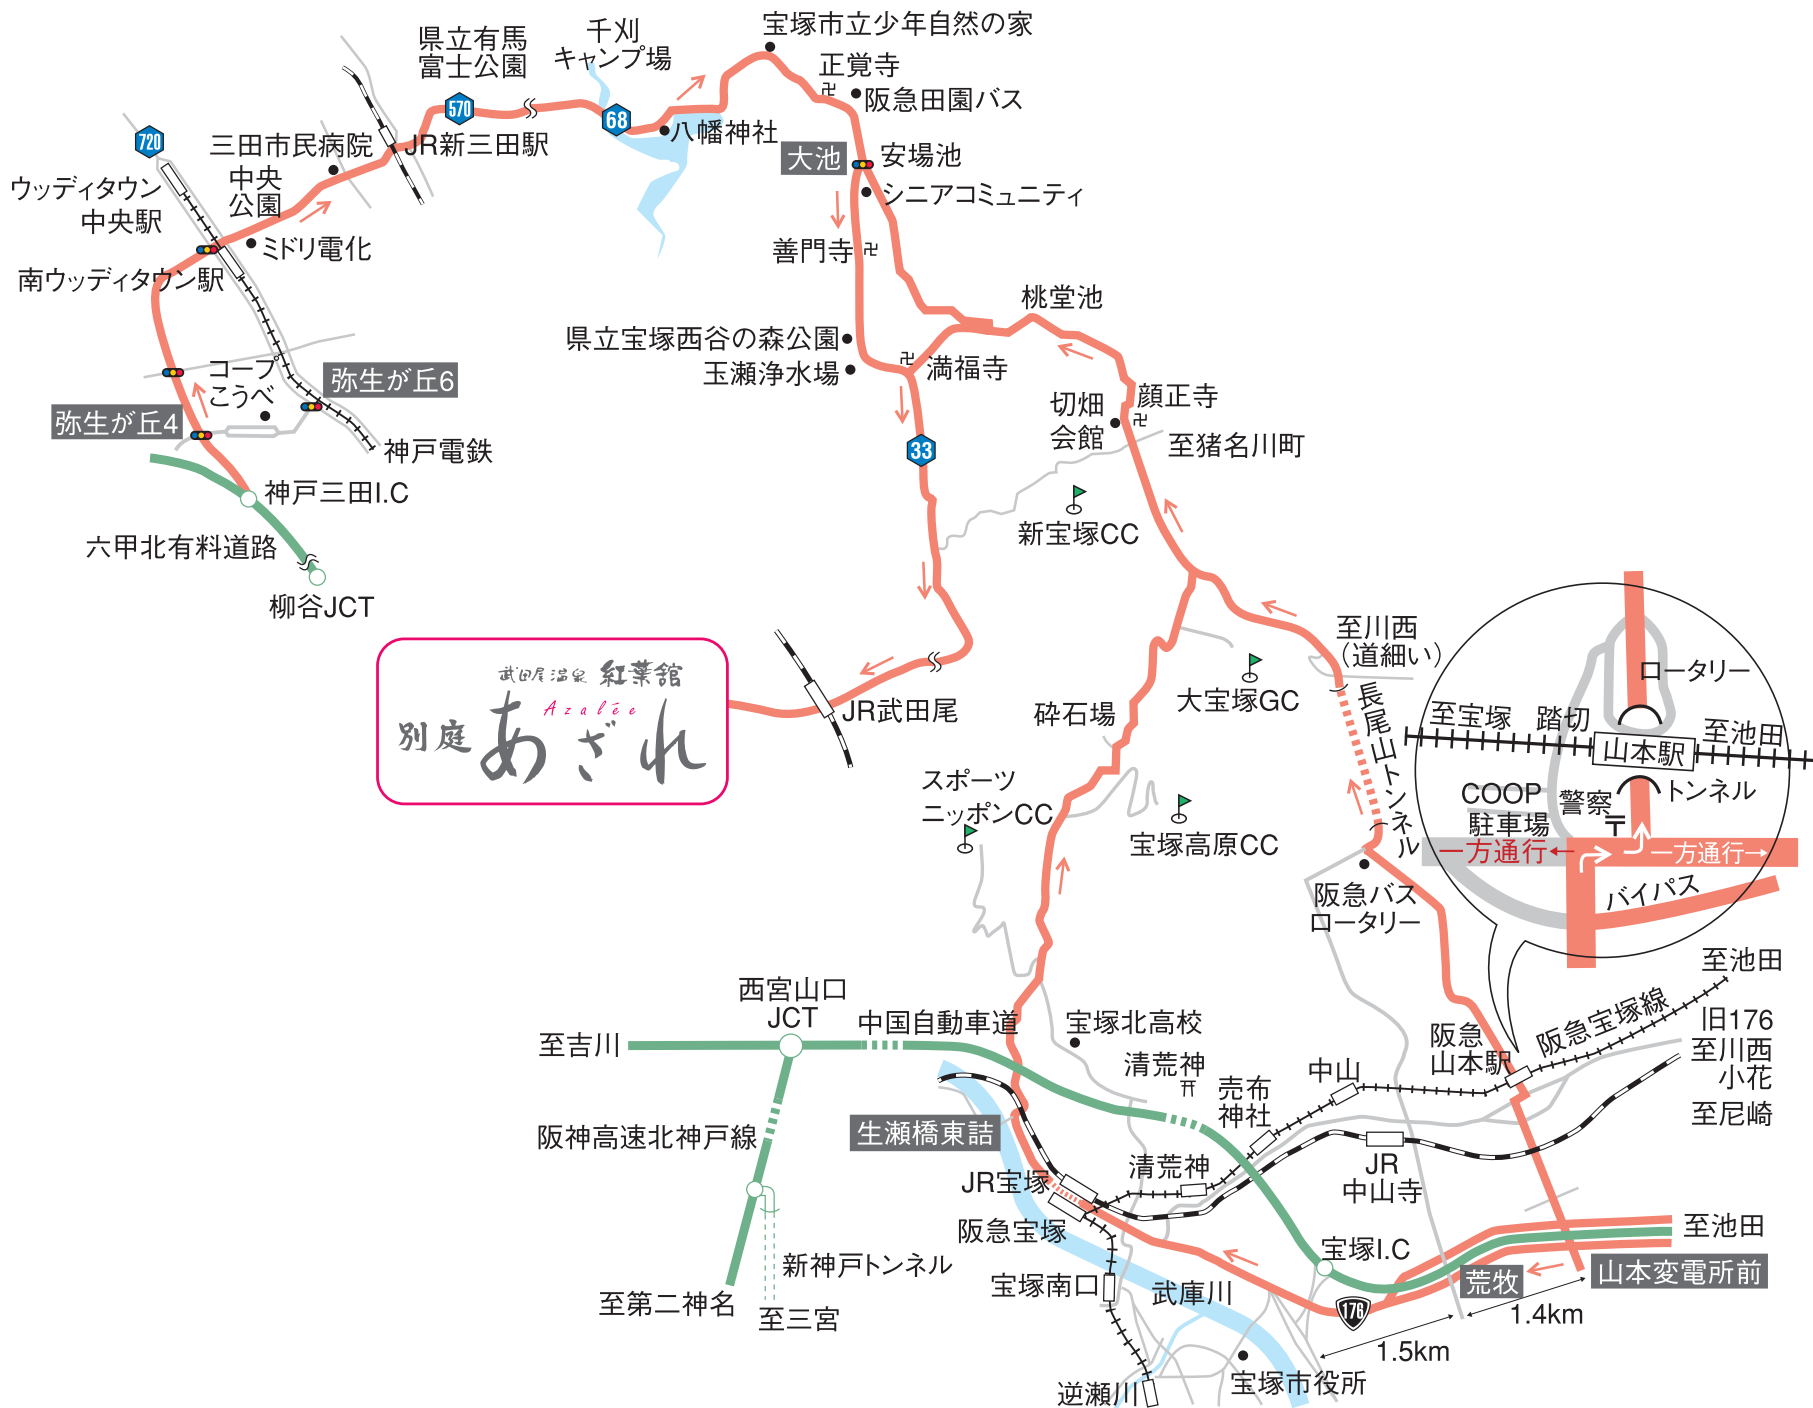 宝塚市立少年自然の家
千刈
キャンプ場
県立有馬
富士公園
正覚寺
阪急田園バス
570
68
720
八幡神社
三田市民病院
JR新三田駅
大池
安場池
ウッディタウン
中央駅
中央
公園
シニアコミュニティ
ミドリ電化
善門寺
南ウッディタウン駅
桃堂池
県立宝塚西谷の森公園
玉瀬浄水場
満福寺
コープ
こうべ
弥生が丘6
弥生が丘4
切畑
会館
顔正寺
至猪名川町
神戸電鉄
33
神戸三田I.C
新宝塚CC
六甲北有料道路
柳谷JCT
至川西
(道細い)
武田尾温泉 紅葉館
Azalée
別庭 あざれ
JR武田尾
大宝塚GC
砕石場
長尾山トンネル
ロータリー
至宝塚
踏切
至池田
山本駅
スポーツ
ニッポンCC
宝塚高原CC
COOP
駐車場
警察
トンネル
〒
一方通行←
一方通行→
バイパス
阪急バス
ロータリー
西宮山口
JCT
至吉川
中国自動車道
宝塚北高校
至池田
阪急宝塚線
旧176
至川西
小花
至尼崎
阪急
山本駅
清荒神
売布
神社
中山
生瀬橋東詰
阪神高速北神戸線
JR宝塚
清荒神
JR
中山寺
阪急宝塚
宝塚I.C
至池田
新神戸トンネル
宝塚南口
武庫川
荒牧
山本変電所前
至第二神名
至三宮
176
1.4km
1.5km
逆瀬川
宝塚市役所